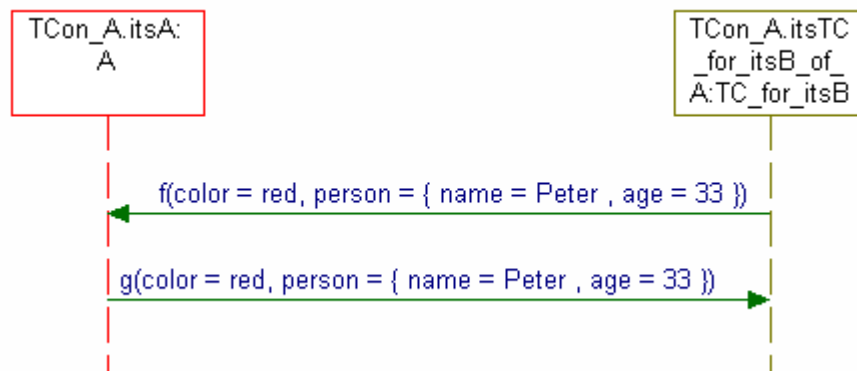 TCon_A.itsA:
A
TCon_A.itsTC
_for_itsB_of_
A:TC_for_itsB
f(color = red, person = { name = Peter , age = 33 })
g(color = red, person = { name = Peter , age = 33 })